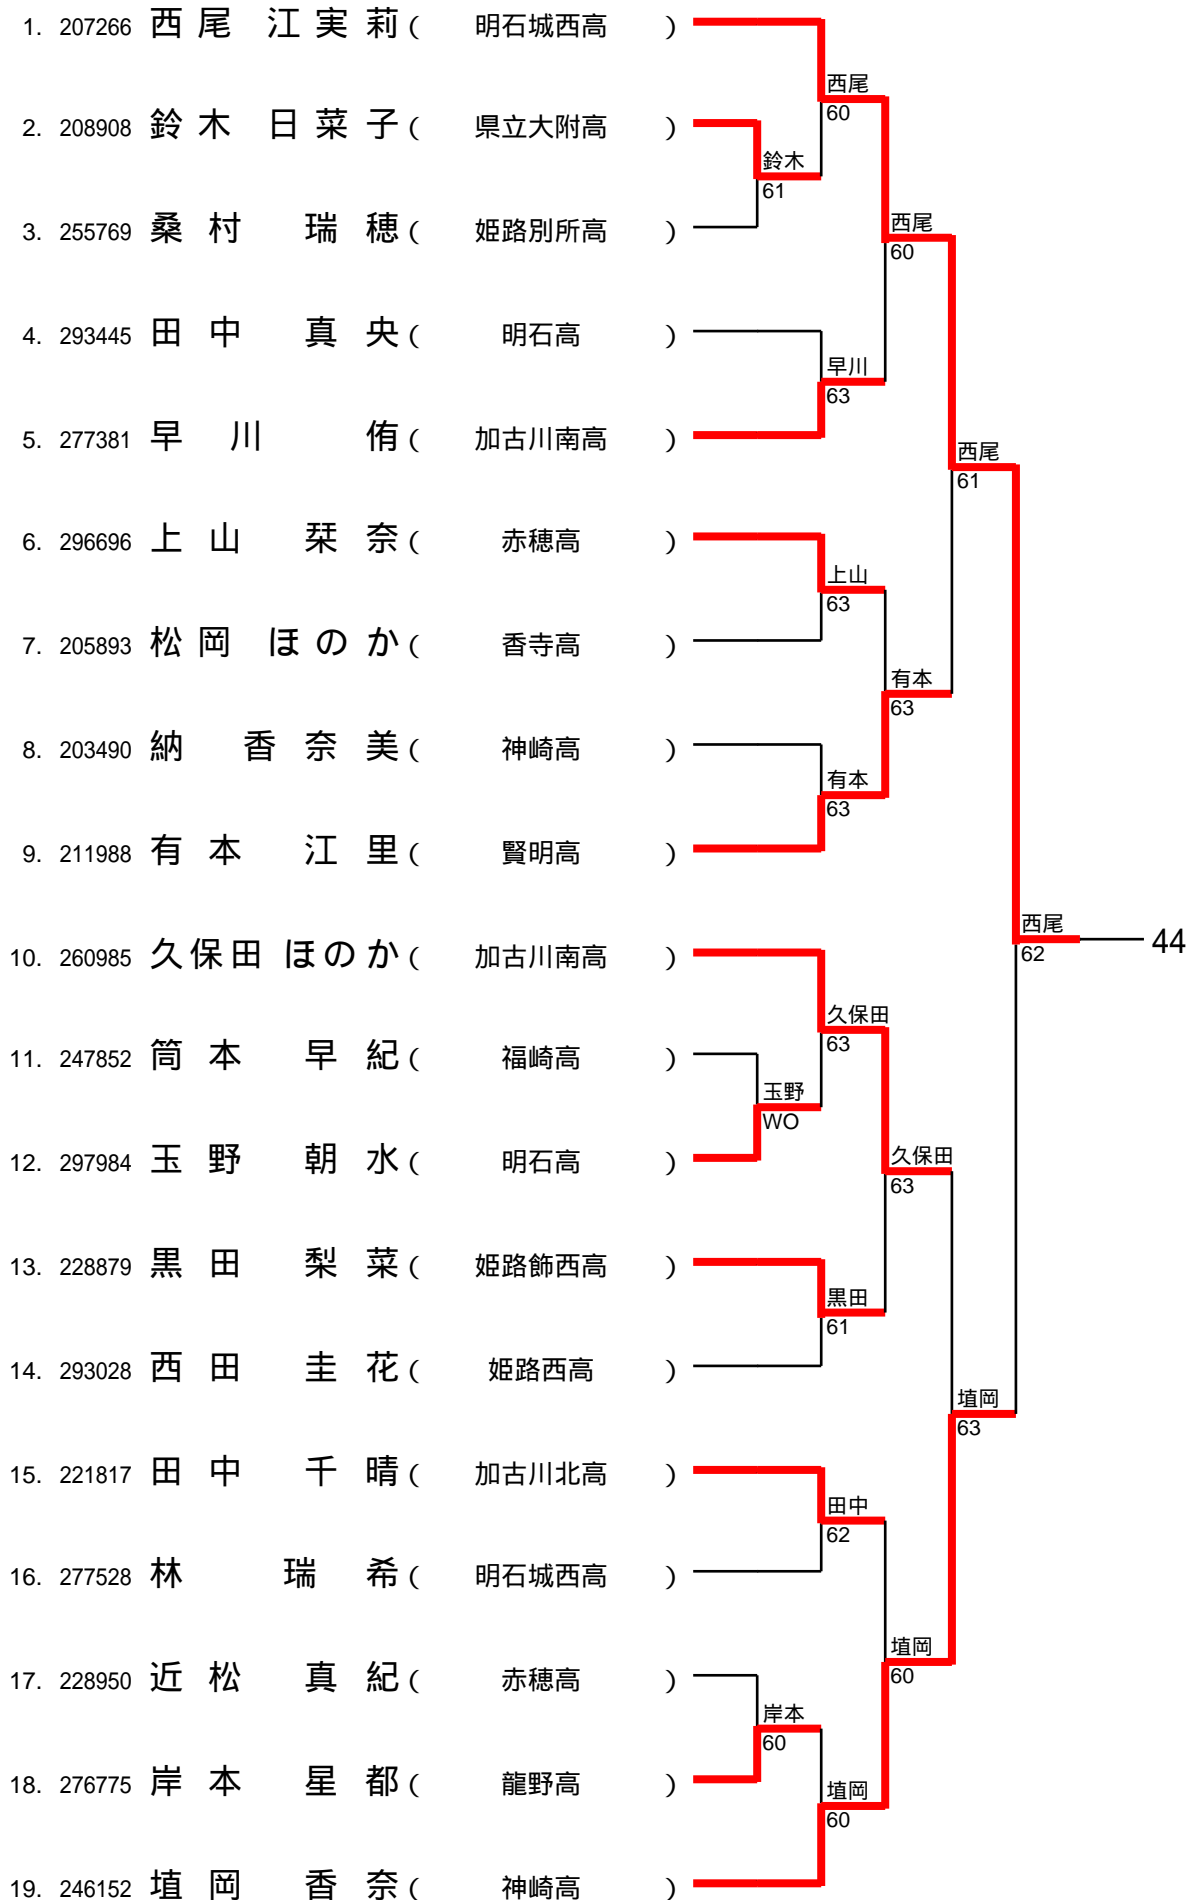 1. 207266 西尾 江実莉 ( 明石城西高 )
西尾
60
2. 208908 鈴木 日菜子 ( 県立大附高 )
鈴木
61
3. 255769 桑村 瑞穂 ( 姫路別所高 )
西尾
60
4. 293445 田中 真央 ( 明石高 )
早川
63
5. 277381 早川 侑 ( 加古川南高 )
西尾
61
6. 296696 上山 栞奈 ( 赤穂高 )
上山
63
7. 205893 松岡 ほのか ( 香寺高 )
有本
63
8. 203490 納 香奈美 ( 神崎高 )
有本
63
9. 211988 有本 江里 ( 賢明高 )
西尾
62
44
10. 260985 久保田 ほのか ( 加古川南高 )
久保田
63
11. 247852 筒本 早紀 ( 福崎高 )
玉野
WO
12. 297984 玉野 朝水 ( 明石高 )
久保田
63
13. 228879 黒田 梨菜 ( 姫路飾西高 )
黒田
61
14. 293028 西田 圭花 ( 姫路西高 )
埴岡
63
15. 221817 田中 千晴 ( 加古川北高 )
田中
62
16. 277528 林 瑞希 ( 明石城西高 )
埴岡
60
17. 228950 近松 真紀 ( 赤穂高 )
岸本
60
18. 276775 岸本 星都 ( 龍野高 )
埴岡
60
19. 246152 埴岡 香奈 ( 神崎高 )